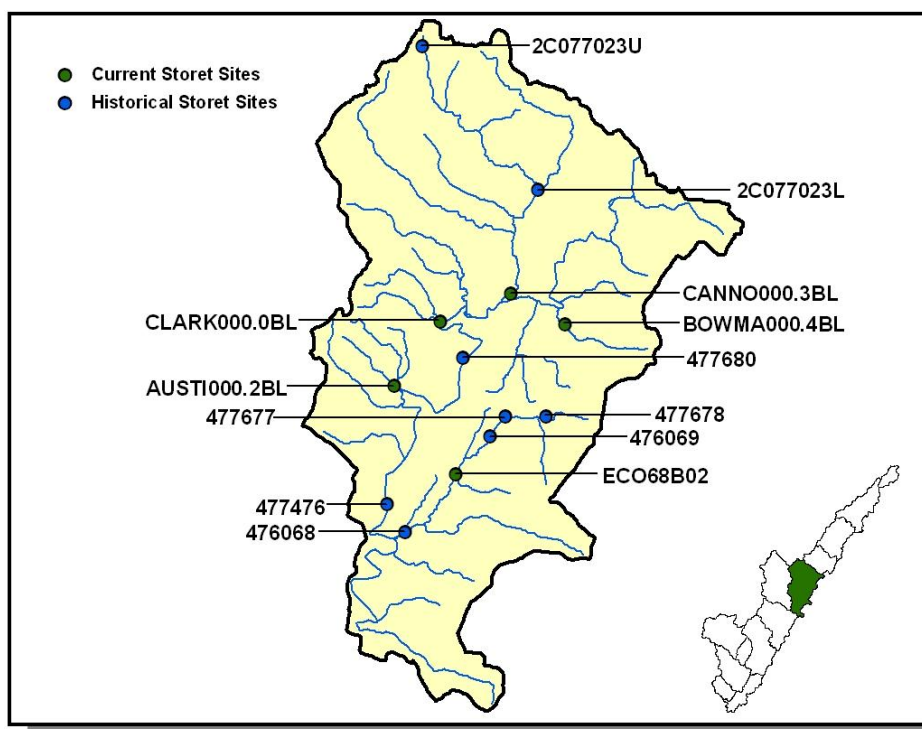 2C077023U
Current Storet Sites
Historical Storet Sites
2C077023L
CANNO000.3BL
CLARK000.0BL
BOWMA000.4BL
477680
AUSTI000.2BL
477677
477678
476069
ECO68B02
477476
476068